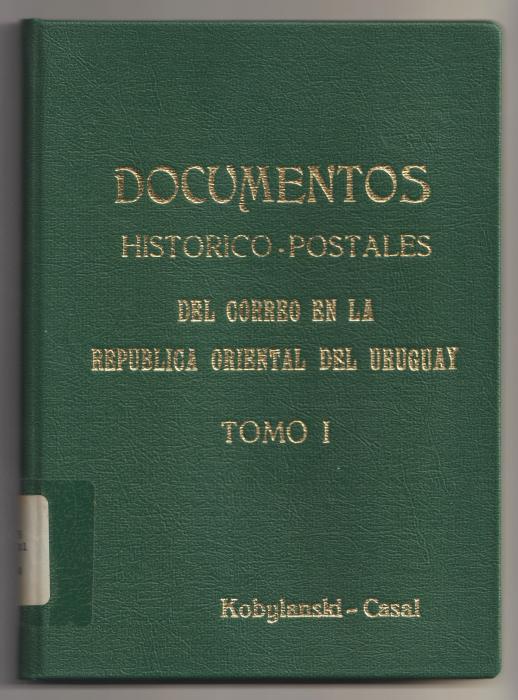 DOCUMENTOS
HISTORICO-POSTALES
DEL CORREO EN LA
REPUBLICA ORIENTAL DEL URUGUAY
TOMO I
Kobylanski - Casal